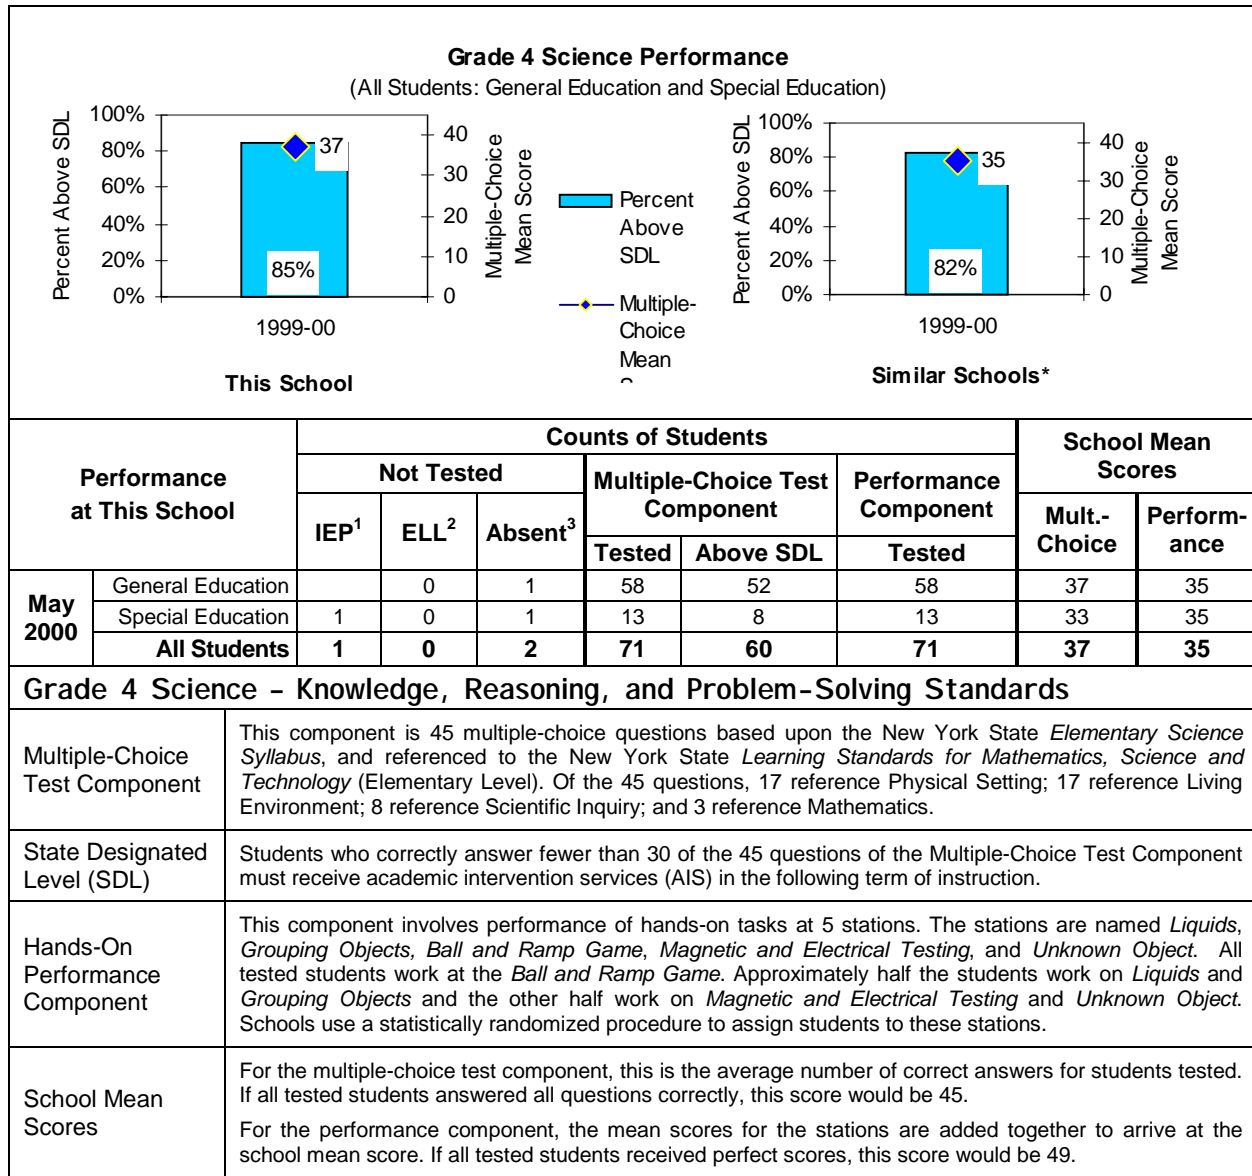 Grade 4 Science Performance
(All Students: General Education and Special Education)
Percent Above SDL
100%
80%
60%
40%
20%
0%
37
85%
40
30
20
10
0
Multiple-Choice
Mean Score
1999-00
This School
Percent
Above
SDL
Multiple-
Choice
Mean
Percent Above SDL
100%
80%
60%
40%
20%
0%
35
82%
40
30
20
10
0
Multiple-Choice
Mean Score
1999-00
Similar Schools*
Performance
at This School
Counts of Students
School Mean
Scores
Not Tested
Multiple-Choice Test
Component
Performance
Component
IEP1 ELL2 Absent3
Tested Above SDL Tested
Mult.-
Choice
Perform-
ance
May
2000
General Education 0 1 58 52 58 37 35
Special Education 1 0 1 13 8 13 33 35
All Students 1 0 2 71 60 71 37 35
Grade 4 Science – Knowledge, Reasoning, and Problem-Solving Standards
Multiple-Choice
Test Component
This component is 45 multiple-choice questions based upon the New York State Elementary Science
Syllabus, and referenced to the New York State Learning Standards for Mathematics, Science and
Technology (Elementary Level). Of the 45 questions, 17 reference Physical Setting; 17 reference Living
Environment; 8 reference Scientific Inquiry; and 3 reference Mathematics.
State Designated
Level (SDL)
Students who correctly answer fewer than 30 of the 45 questions of the Multiple-Choice Test Component
must receive academic intervention services (AIS) in the following term of instruction.
Hands-On
Performance
Component
This component involves performance of hands-on tasks at 5 stations. The stations are named Liquids,
Grouping Objects, Ball and Ramp Game, Magnetic and Electrical Testing, and Unknown Object. All
tested students work at the Ball and Ramp Game. Approximately half the students work on Liquids and
Grouping Objects and the other half work on Magnetic and Electrical Testing and Unknown Object.
Schools use a statistically randomized procedure to assign students to these stations.
School Mean
Scores
For the multiple-choice test component, this is the average number of correct answers for students tested.
If all tested students answered all questions correctly, this score would be 45.
For the performance component, the mean scores for the stations are added together to arrive at the
school mean score. If all tested students received perfect scores, this score would be 49.